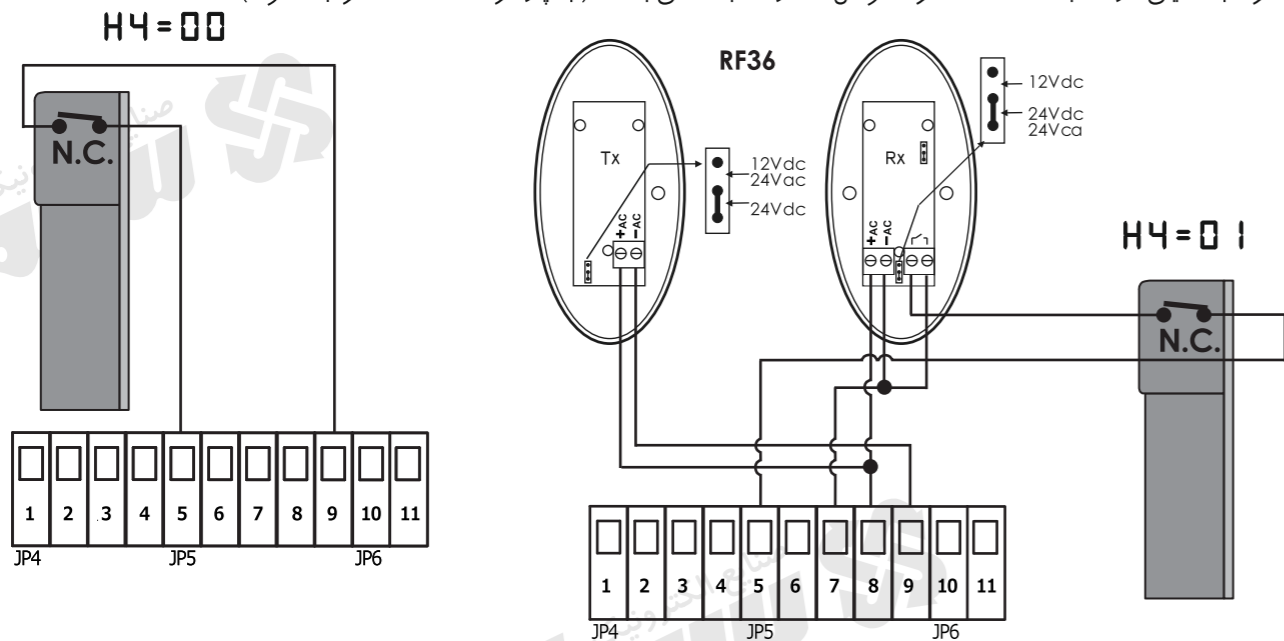 H4=00
N.C.
1 2 3 4 5 6 7 8 9 10 11
JP4 JP5 JP6
RF36
Tx
+AC
-AC
12Vdc
24Vac
24Vdc
Rx
+AC
-AC
12Vdc
24Vdc
24Vca
H4=01
N.C.
1 2 3 4 5 6 7 8 9 10 11
JP4 JP5 JP6